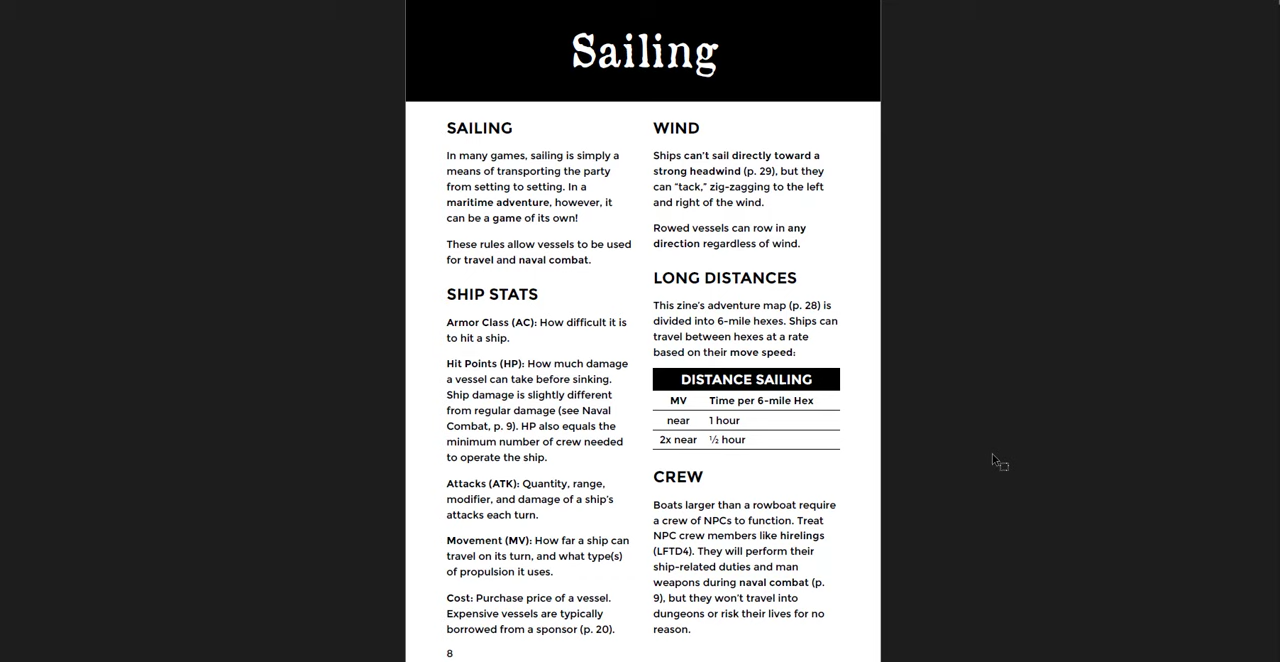 Sailing
SAILING
In many games, sailing is simply a
means of transporting the party
from setting to setting. In a
maritime adventure, however, it
can be a game of its own!
These rules allow vessels to be used
for travel and naval combat.
SHIP STATS
Armor Class (AC): How difficult it is
to hit a ship.
Hit Points (HP): How much damage
a vessel can take before sinking.
Ship damage is slightly different
from regular damage (see Naval
Combat, p. 9). HP also equals the
minimum number of crew needed
to operate the ship.
Attacks (ATK): Quantity, range,
modifier, and damage of a ship's
attacks each turn.
Movement (MV): How far a ship can
travel on its turn, and what type(s)
of propulsion it uses.
Cost: Purchase price of a vessel.
Expensive vessels are typically
borrowed from a sponsor (p. 20).
8
WIND
Ships can't sail directly toward a
strong headwind (p. 29), but they
can “tack,” zig-zagging to the left
and right of the wind.
Rowed vessels can row in any
direction regardless of wind.
LONG DISTANCES
This zine's adventure map (p. 28) is
divided into 6-mile hexes. Ships can
travel between hexes at a rate
based on their move speed:
DISTANCE SAILING
MV Time per 6-mile Hex
near 1 hour
2x near ½ hour
CREW
Boats larger than a rowboat require
a crew of NPCs to function. Treat
NPC crew members like hirelings
(LFTD4). They will perform their
ship-related duties and man
weapons during naval combat (p.
9), but they won't travel into
dungeons or risk their lives for no
reason.